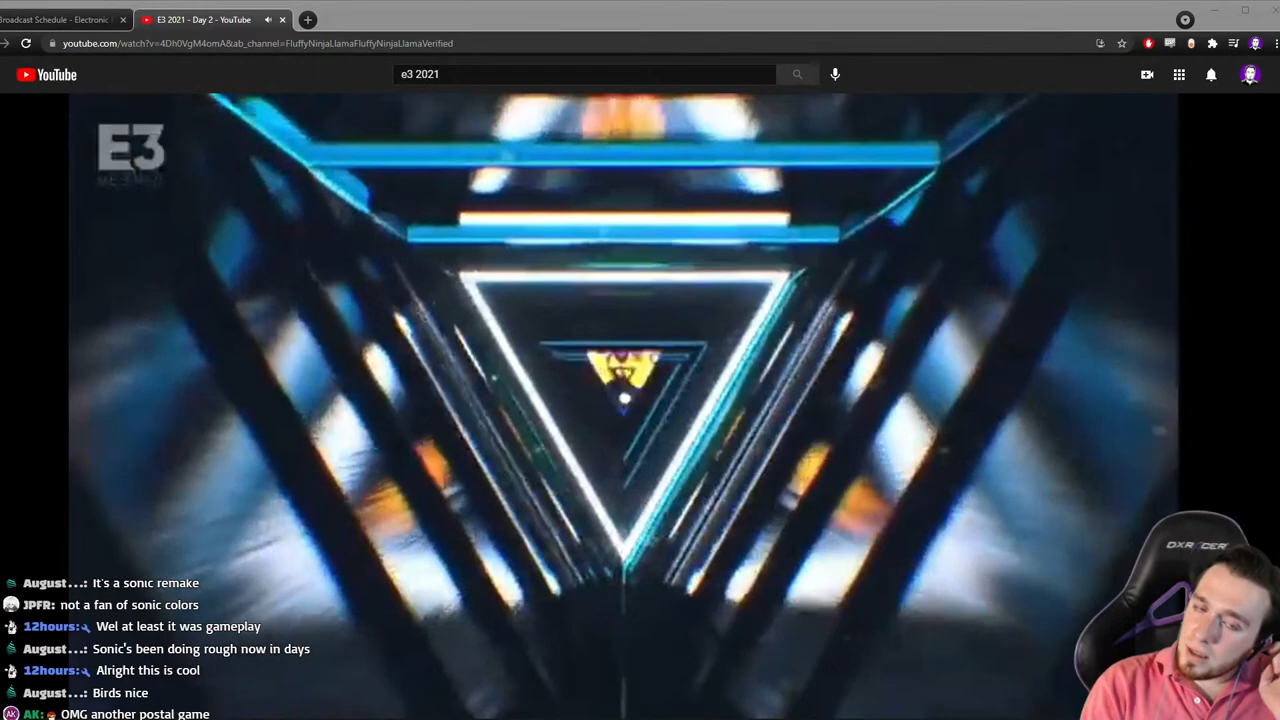 Broadcast Schedule - Electronic
E3 2021 - Day 2 - YouTube
youtube.com/watch?v=4Dh0VgM4omA&ab_channel=FluffyNinjaLlamaFluffyNinjaLlamaVerified
YouTube
e3 2021
E3
DXRACER
August...: It's a sonic remake
JPFR: not a fan of sonic colors
12hours: Wel at least it was gameplay
August...: Sonic's been doing rough now in days
12hours: Alright this is cool
August...: Birds nice
AK AK: OMG another postal game